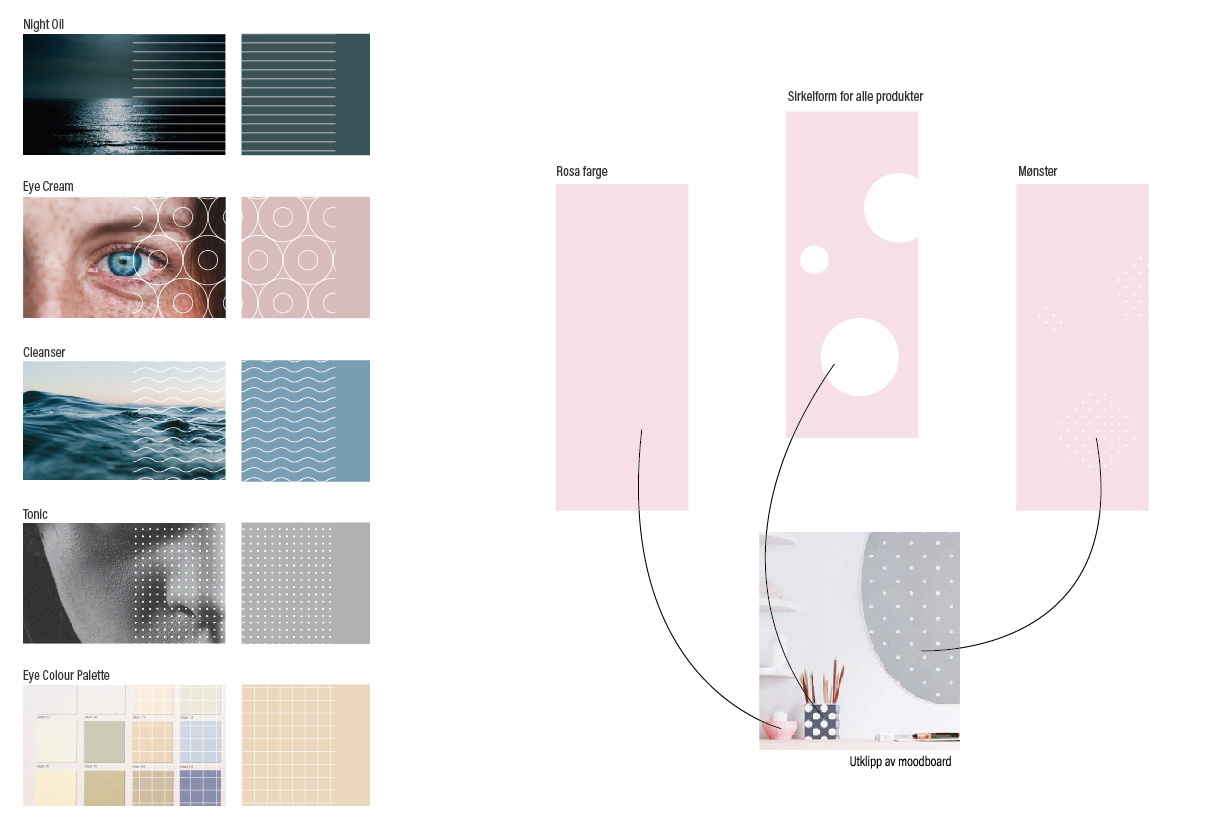 Night Oil
Eye Cream
Cleanser
Tonic
Eye Colour Palette
Sirkelform for alle produkter
Rosa farge
Mønster
Utklipp av moodboard